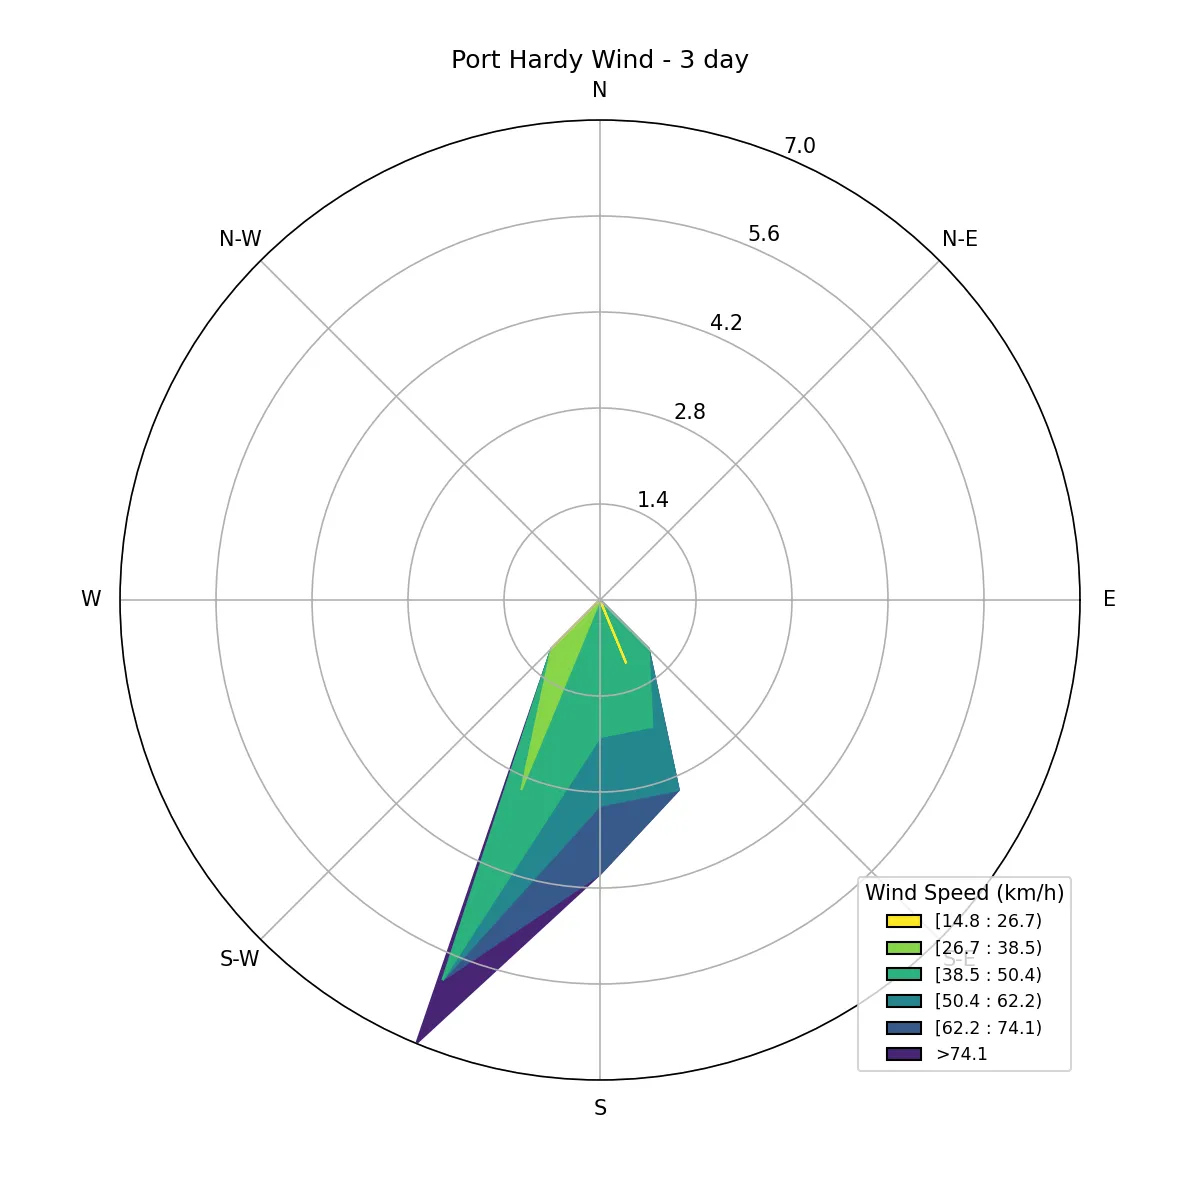 Port Hardy Wind - 3 day
N
7.0
N-W
5.6
N-E
4.2
2.8
1.4
W
E
S-W
S-E
Wind Speed (km/h)
[14.8 : 26.7)
[26.7 : 38.5)
[38.5 : 50.4)
[50.4 : 62.2)
[62.2 : 74.1)
>74.1
S